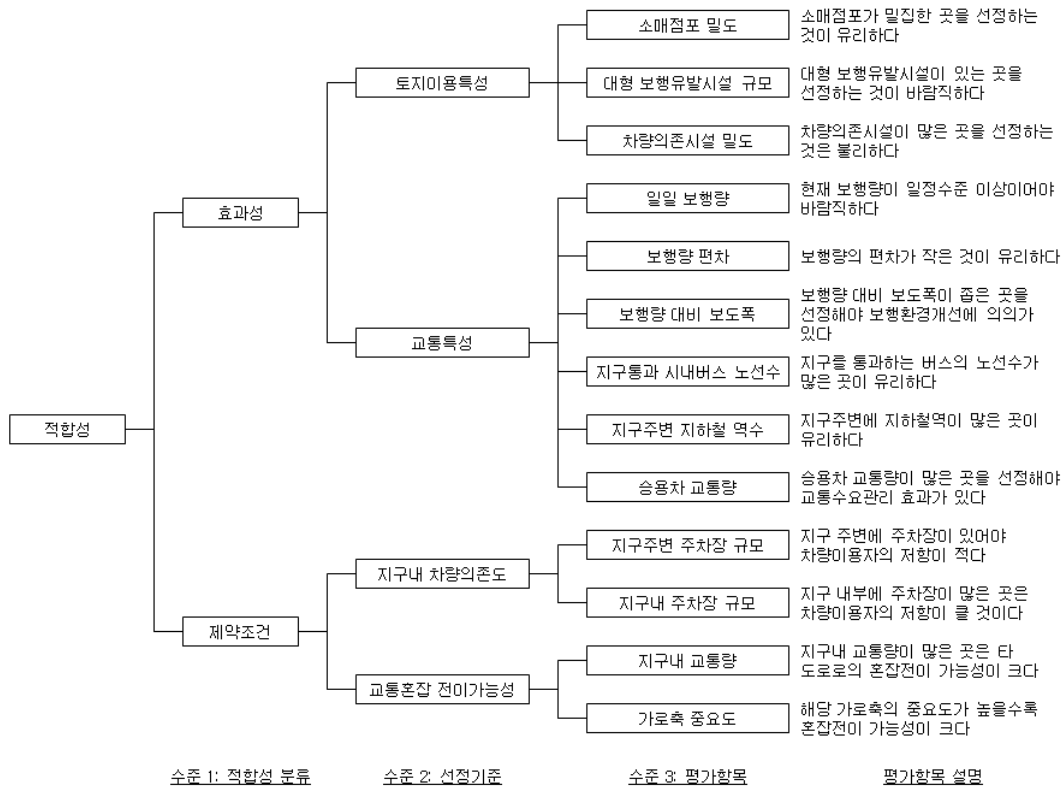 소매점포 밀도
소매점포가 밀집한 곳을 선정하는
것이 유리하다
토지이용특성
대형 보행유발시설 규모
대형 보행유발시설이 있는 곳을
선정하는 것이 바람직하다
차량의존시설 밀도
차량의존시설이 많은 곳을 선정하는
것은 불리하다
효과성
일일 보행량
현재 보행량이 일정수준 이상이어야
바람직하다
보행량 편차
보행량의 편차가 작은 것이 유리하다
보행량 대비 보도폭
보행량 대비 보도폭이 좁은 곳을
선정해야 보행환경개선에 의의가
있다
교통특성
지구통과 시내버스 노선수
지구를 통과하는 버스의 노선수가
많은 곳이 유리하다
적합성
지구주변 지하철 역수
지구주변에 지하철역이 많은 곳이
유리하다
승용차 교통량
승용차 교통량이 많은 곳을 선정해야
교통수요관리 효과가 있다
지구주변 주차장 규모
지구 주변에 주차장이 있어야
차량이용자의 저항이 적다
지구내 차량의존도
지구내 주차장 규모
지구 내부에 주차장이 많은 곳은
차량이용자의 저항이 클 것이다
제약조건
지구내 교통량
지구내 교통량이 많은 곳은 타
도로로의 혼잡전이 가능성이 크다
교통혼잡 전이가능성
가로축 중요도
해당 가로축의 중요도가 높을수록
혼잡전이 가능성이 크다
수준 1: 적합성 분류
수준 2: 선정기준
수준 3: 평가항목
평가항목 설명